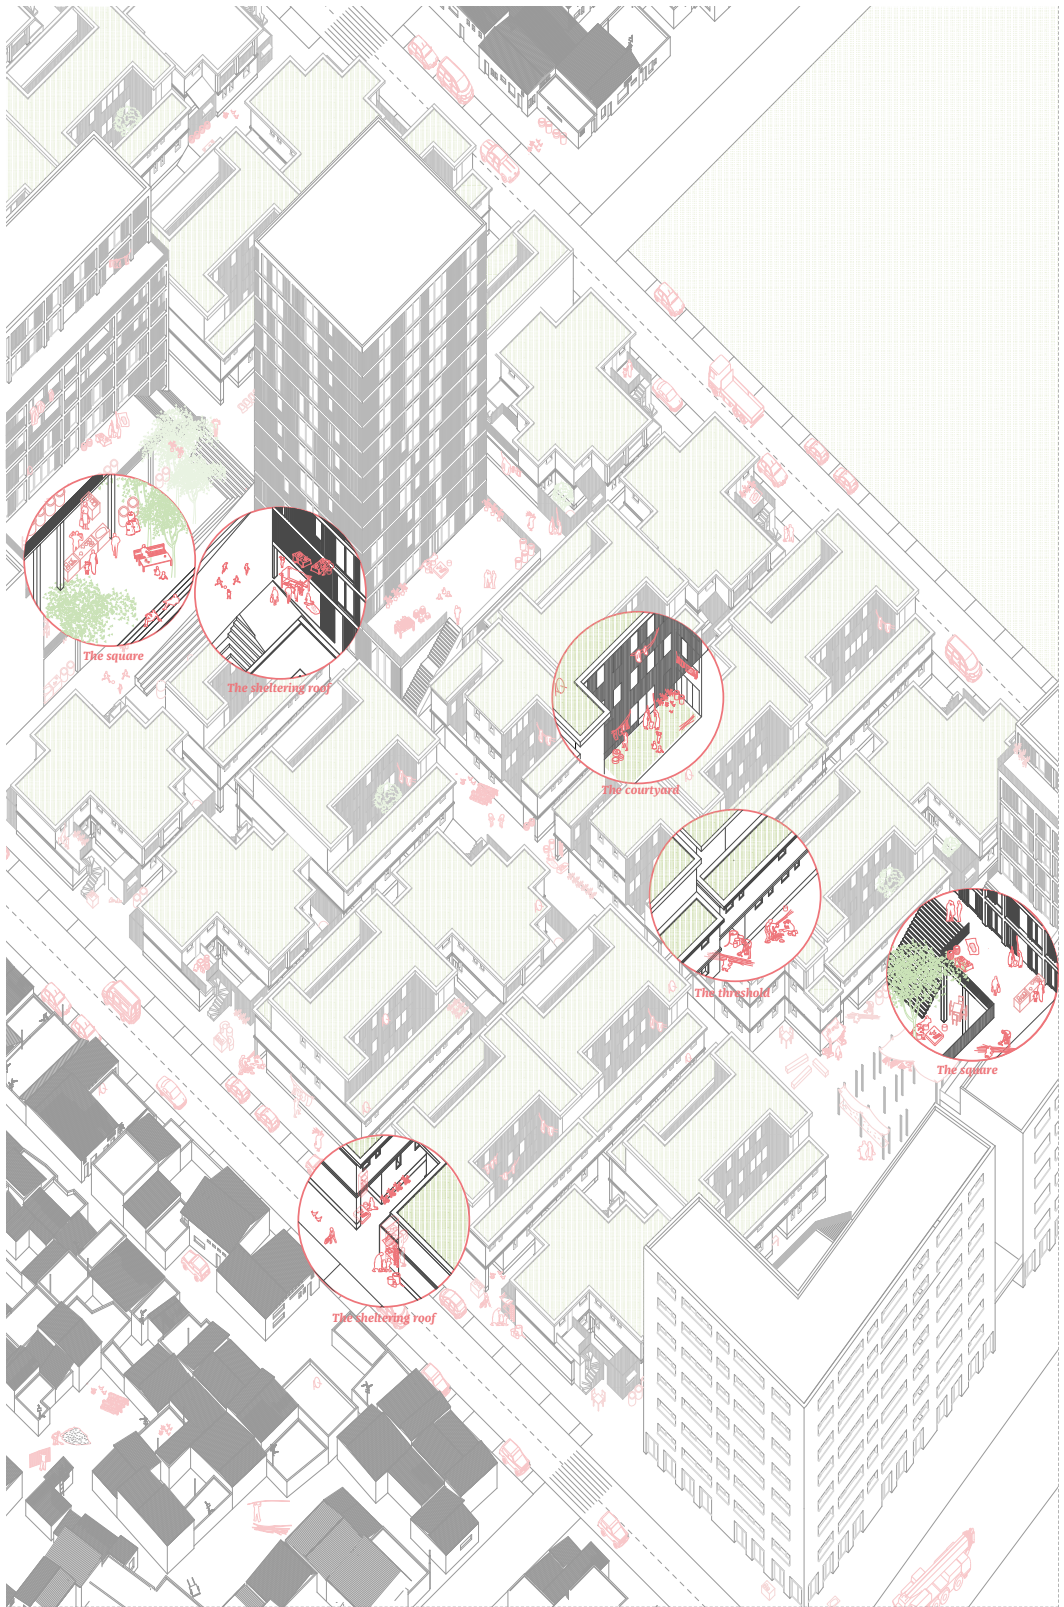 The square
The sheltering roof
The courtyard
The threshold
The square
The sheltering roof